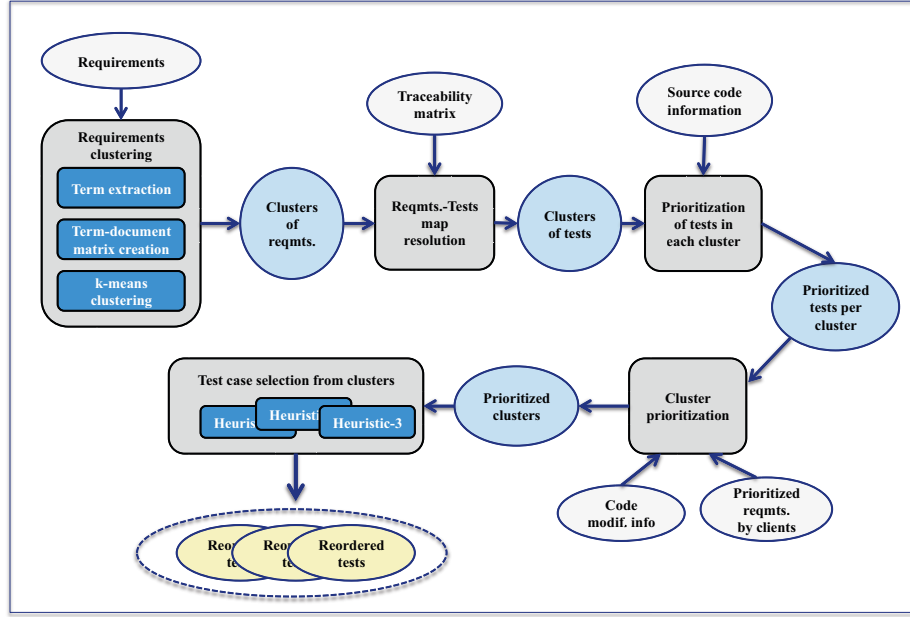 Requirements
Requirements
clustering
Term extraction
Term-document
matrix creation
k-means
clustering
Clusters
of
reqmts.
Traceability
matrix
Reqmts.-Tests
map
resolution
Clusters
of tests
Source code
information
Prioritization
of tests in
each cluster
Prioritized
tests per
cluster
Cluster
prioritization
Code
modif. info
Prioritized
reqmts.
by clients
Prioritized
clusters
Test case selection from clusters
Heuristic-3
Reordered
tests